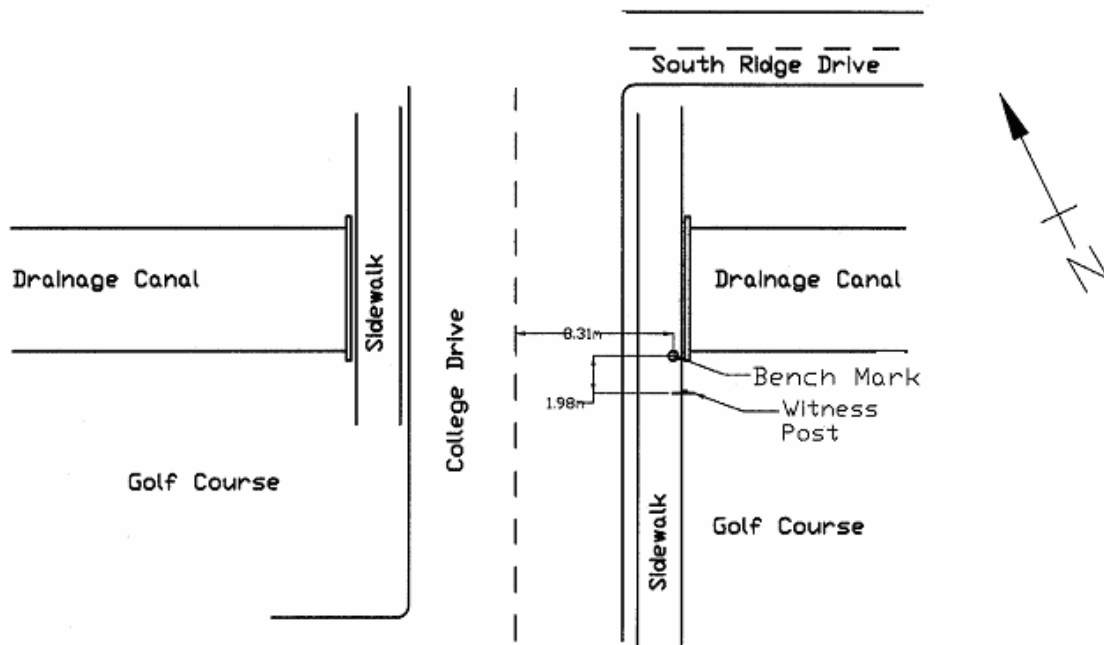 South Ridge Drive
Drainage Canal
Sidewalk
College Drive
Drainage Canal
8.31m
Bench Mark
1.98m
Witness
Post
Golf Course
Sidewalk
Golf Course
N